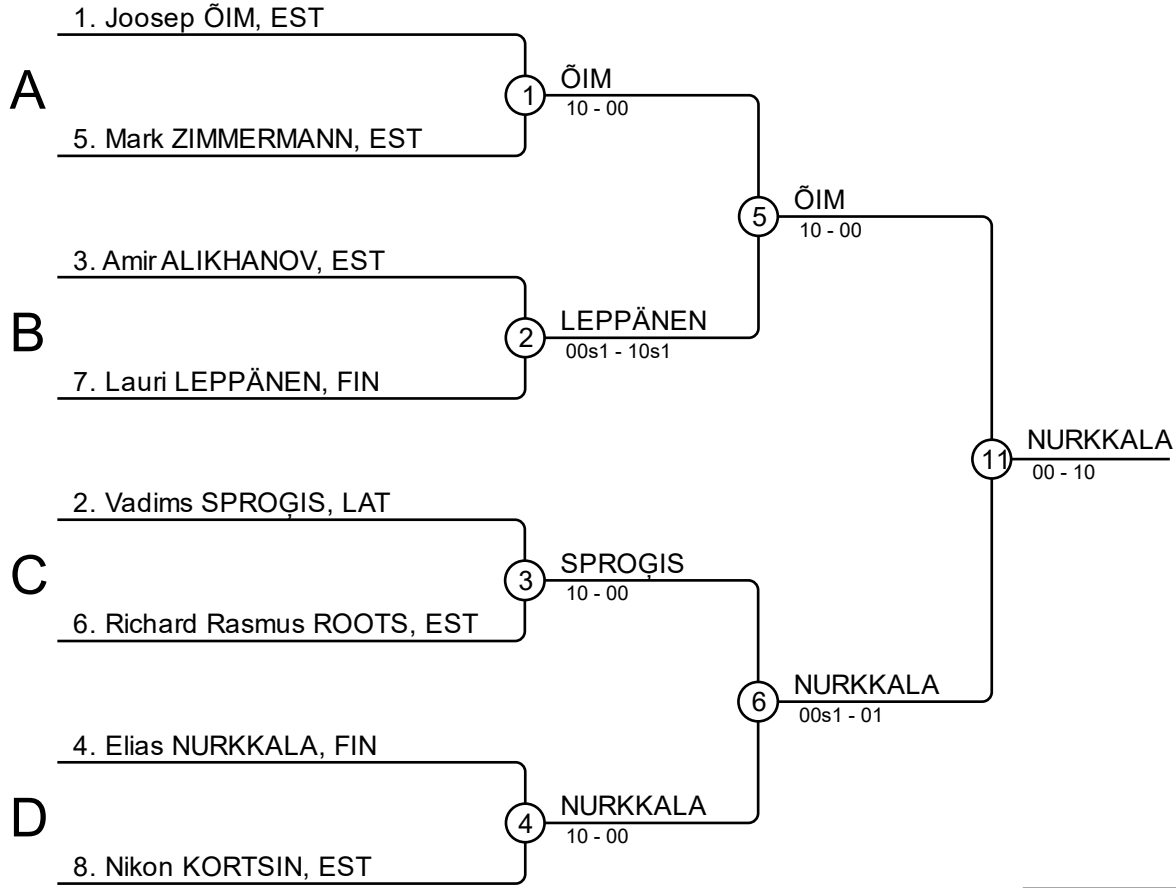 1. Joosep ÕIM, EST
A
1
ÕIM
10 - 00
5. Mark ZIMMERMANN, EST
5
ÕIM
10 - 00
3. Amir ALIKHANOV, EST
B
2
LEPPÄNEN
00s1 - 10s1
7. Lauri LEPPÄNEN, FIN
11
NURKKALA
00 - 10
2. Vadims SPROĢIS, LAT
C
3
SPROĢIS
10 - 00
6. Richard Rasmus ROOTS, EST
6
NURKKALA
00s1 - 01
4. Elias NURKKALA, FIN
D
4
NURKKALA
10 - 00
8. Nikon KORTSIN, EST